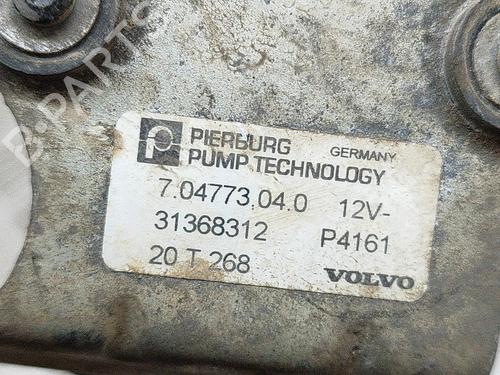 B-PARTS
PIERBURG GERMANY
PUMP TECHNOLOGY
7.04773.04.0 12V-
31368312 P4161
20 T 268 VOLVO